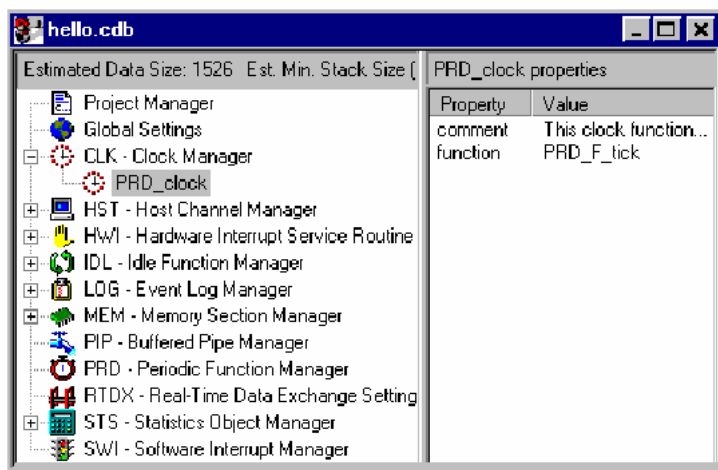 hello.cdb
Estimated Data Size: 1526 Est. Min. Stack Size (
Project Manager
Global Settings
CLK - Clock Manager
PRD_clock
HST - Host Channel Manager
HWI - Hardware Interrupt Service Routine
IDL - Idle Function Manager
LOG - Event Log Manager
MEM - Memory Section Manager
PIP - Buffered Pipe Manager
PRD - Periodic Function Manager
RTDX - Real-Time Data Exchange Setting
STS - Statistics Object Manager
SWI - Software Interrupt Manager
PRD_clock properties
Property Value
comment This clock function...
function PRD_F_tick